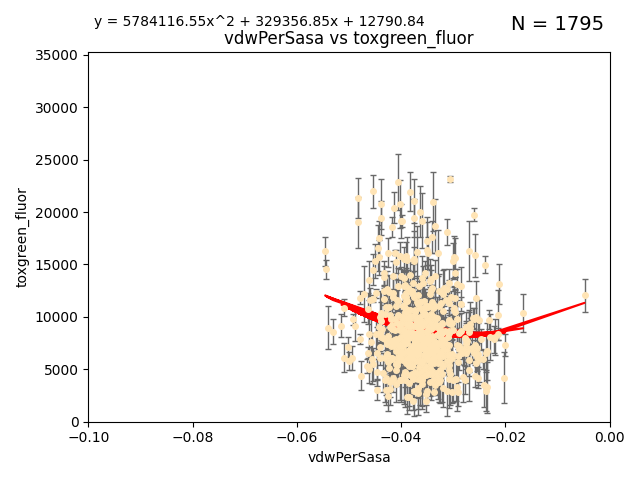 y = 5784116.55x^2 + 329356.85x + 12790.84
N = 1795
vdwPerSasa vs toxgreen_fluor
35000
30000
25000
20000
15000
10000
5000
0
toxgreen_fluor
−0.10 −0.08 −0.06 −0.04 −0.02 0.00
vdwPerSasa